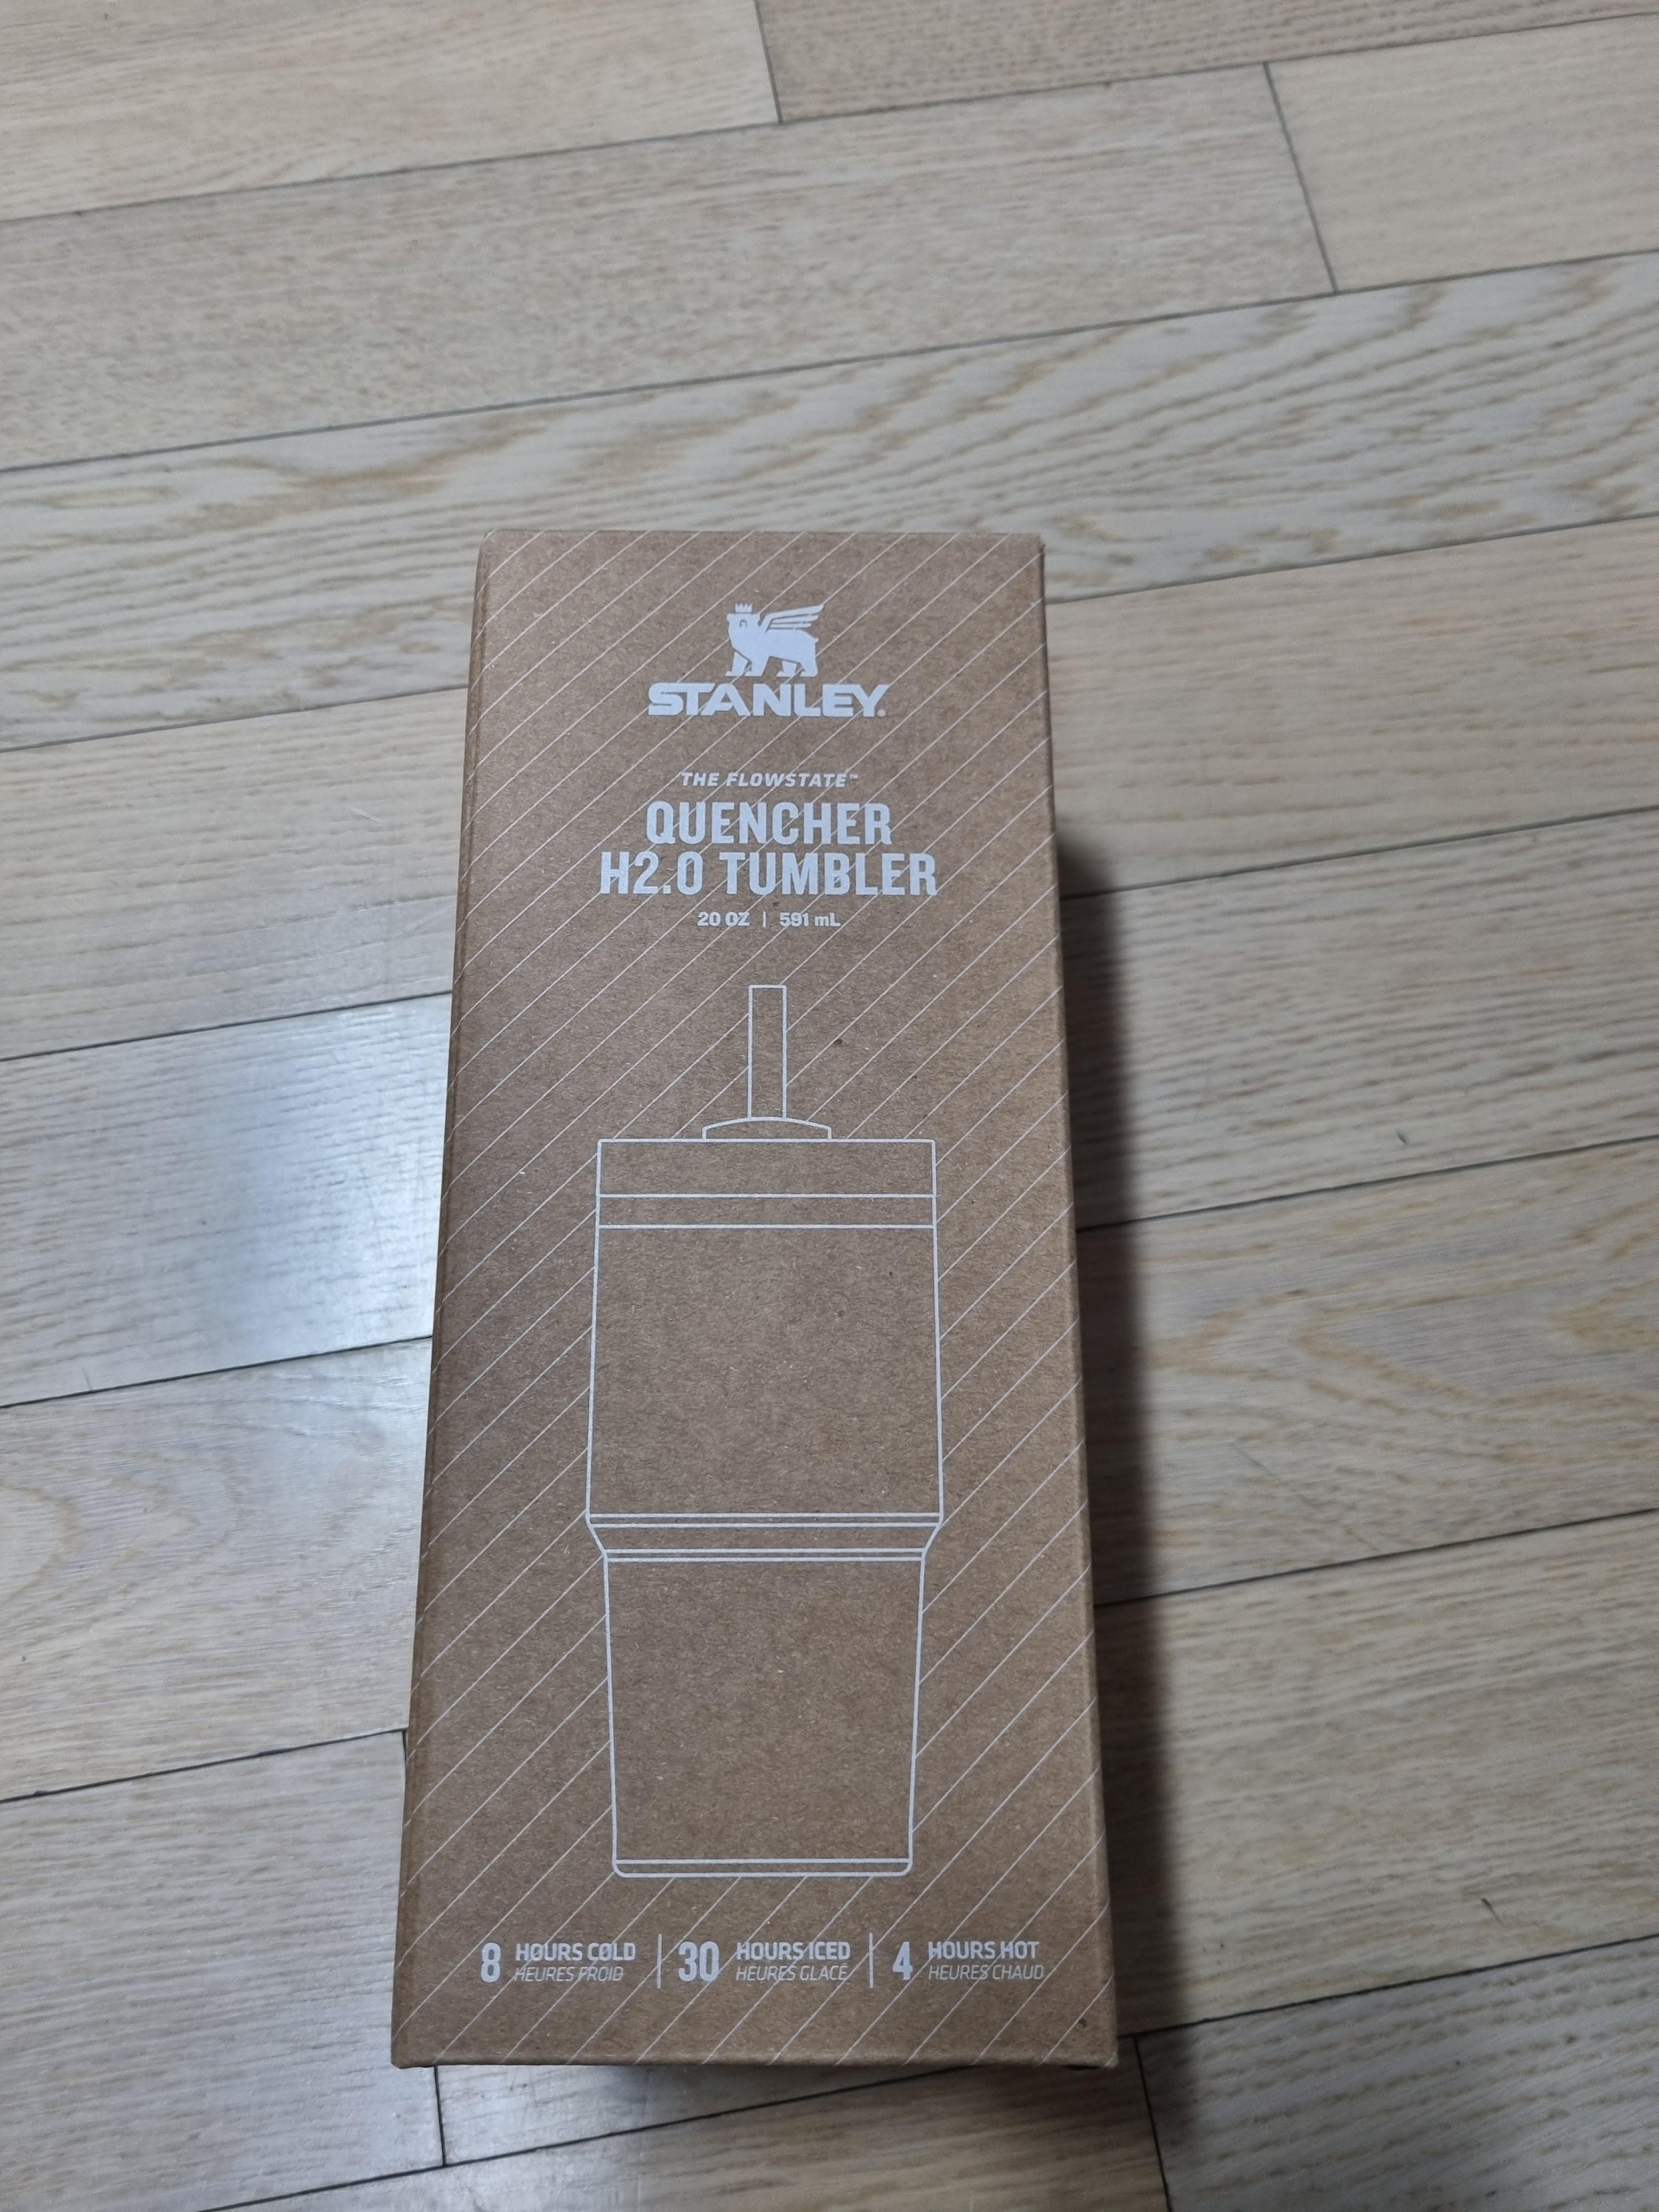 STANLEY®
THE FLOWSTATE™
QUENCHER
H2.0 TUMBLER
20 OZ | 591 mL
8 HOURS COLD | 30 HOURS ICED | 4 HOURS HOT
HEURES FROID HEURES GLACÉ HEURES CHAUD